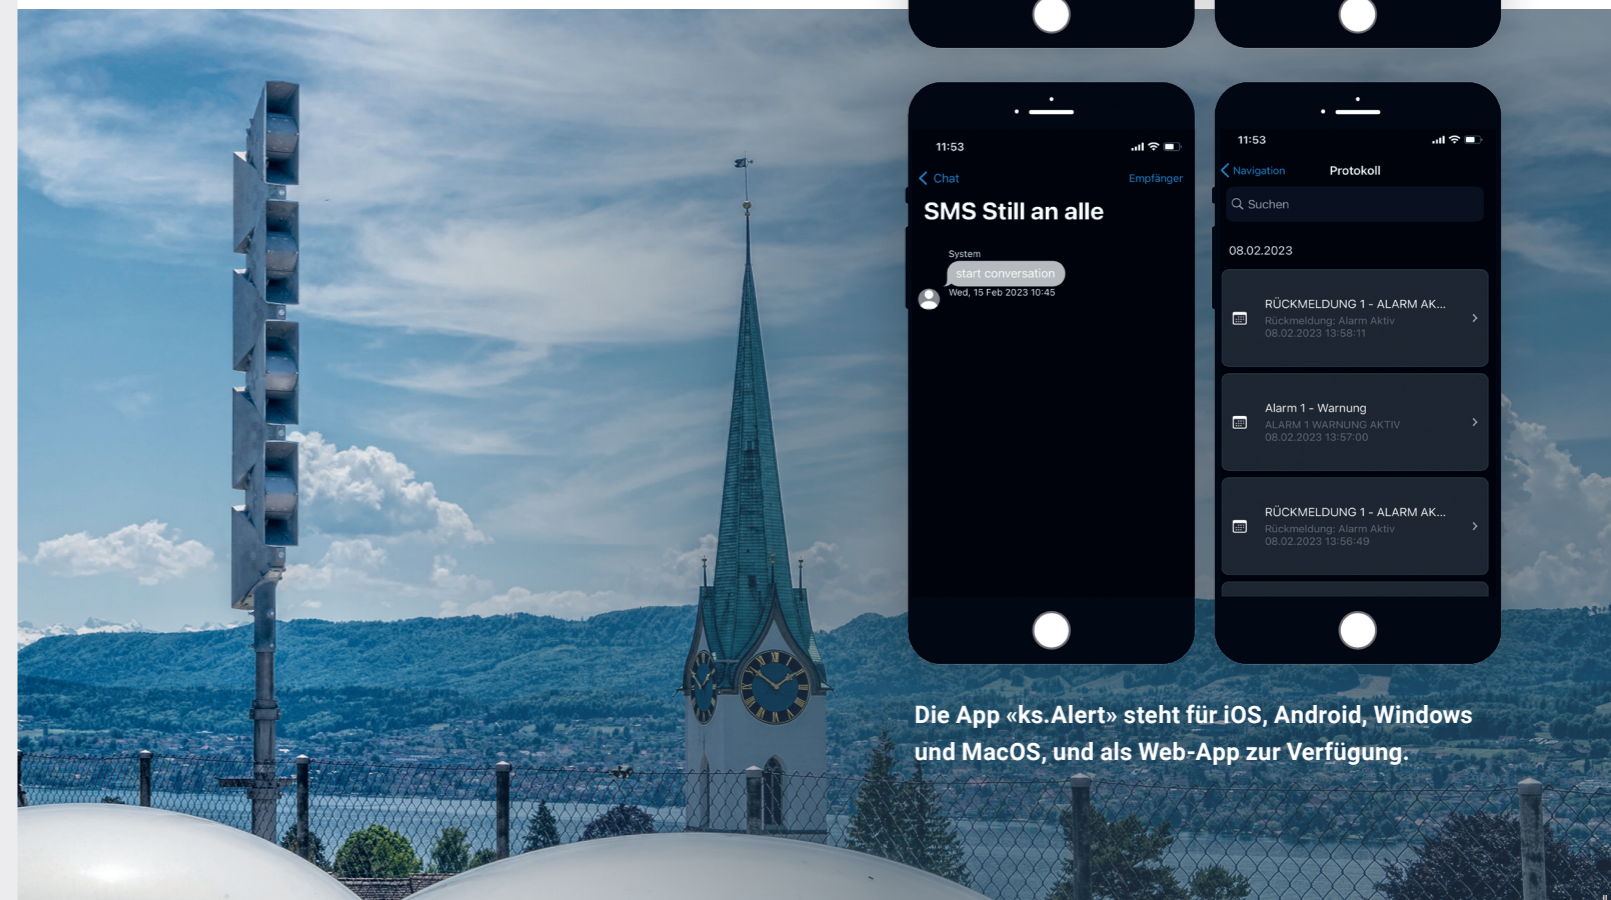 11:53
Chat
Empfänger
SMS Still an alle
System
start conversation
Wed, 15 Feb 2023 10:45
11:53
Navigation
Protokoll
Suchen
08.02.2023
RÜCKMELDUNG 1 - ALARM AK...
Rückmeldung: Alarm Aktiv
08.02.2023 13:58:11
Alarm 1 - Warnung
ALARM 1 WARNUNG AKTIV
08.02.2023 13:57:00
RÜCKMELDUNG 1 - ALARM AK...
Rückmeldung: Alarm Aktiv
08.02.2023 13:56:49
Die App «ks.Alert» steht für iOS, Android, Windows
und MacOS, und als Web-App zur Verfügung.